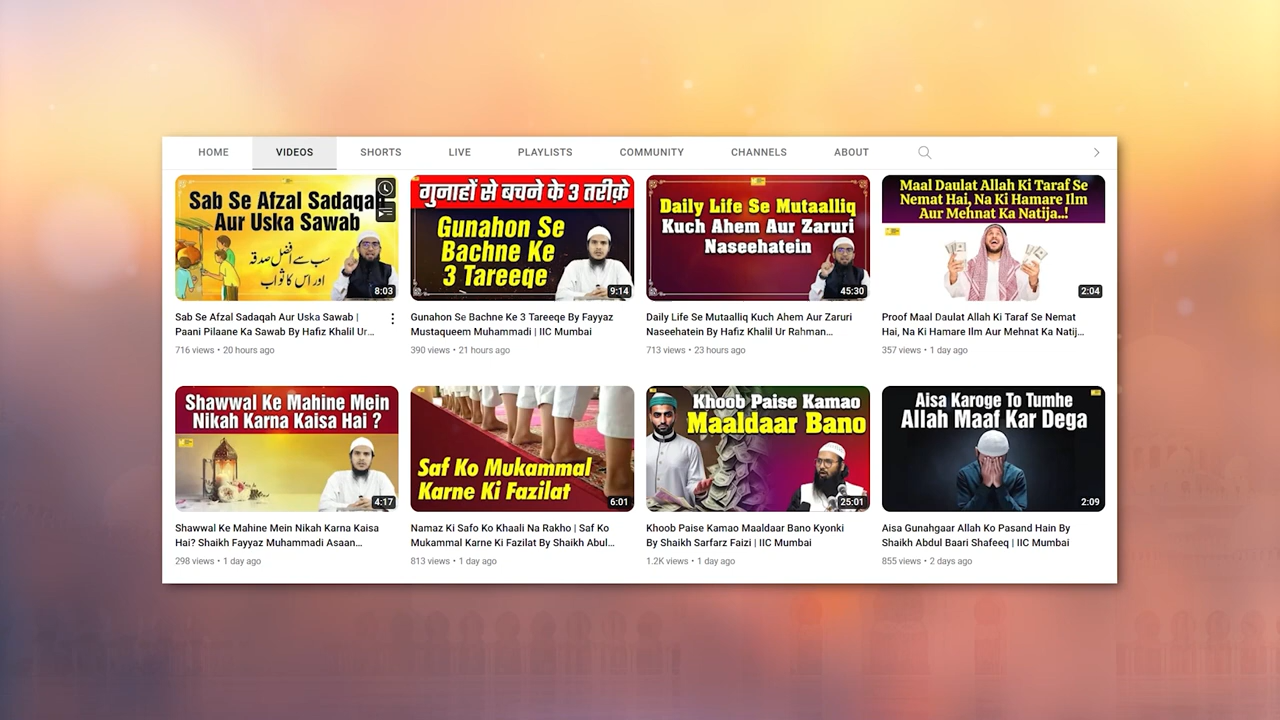 HOME VIDEOS SHORTS LIVE PLAYLISTS COMMUNITY CHANNELS ABOUT
Sab Se Afzal Sadaqah
Aur Uska Sawab
سب سے افضل صدقہ
اور اس کا ثواب
8:03
Sab Se Afzal Sadaqah Aur Uska Sawab |
Paani Pilaane Ka Sawab By Hafiz Khalil Ur...
716 views • 20 hours ago
गुनाहों से बचने के 3 तरीक़े
Gunahon Se
Bachne Ke
3 Tareeqe
9:14
Gunahon Se Bachne Ke 3 Tareeqe By Fayyaz
Mustaqueem Muhammadi | IIC Mumbai
390 views • 21 hours ago
Daily Life Se Mutaalliq
Kuch Ahem Aur Zaruri
Naseehatein
45:30
Daily Life Se Mutaalliq Kuch Ahem Aur Zaruri
Naseehatein By Hafiz Khalil Ur Rahman...
713 views • 23 hours ago
Maal Daulat Allah Ki Taraf Se
Nemat Hai, Na Ki Hamare Ilm
Aur Mehnat Ka Natija..!
2:04
Proof Maal Daulat Allah Ki Taraf Se Nemat
Hai, Na Ki Hamare Ilm Aur Mehnat Ka Natij...
357 views • 1 day ago
Shawwal Ke Mahine Mein
Nikah Karna Kaisa Hai ?
4:17
Shawwal Ke Mahine Mein Nikah Karna Kaisa
Hai? Shaikh Fayyaz Muhammadi Asaan...
298 views • 1 day ago
Saf Ko Mukammal
Karne Ki Fazilat
6:01
Namaz Ki Safo Ko Khaali Na Rakho | Saf Ko
Mukammal Karne Ki Fazilat By Shaikh Abul...
813 views • 1 day ago
Khoob Paise Kamao
Maaldaar Bano
25:01
Khoob Paise Kamao Maaldaar Bano Kyonki
By Shaikh Sarfarz Faizi | IIC Mumbai
1.2K views • 1 day ago
Aisa Karoge To Tumhe
Allah Maaf Kar Dega
2:09
Aisa Gunahgaar Allah Ko Pasand Hain By
Shaikh Abdul Baari Shafeeq | IIC Mumbai
855 views • 2 days ago